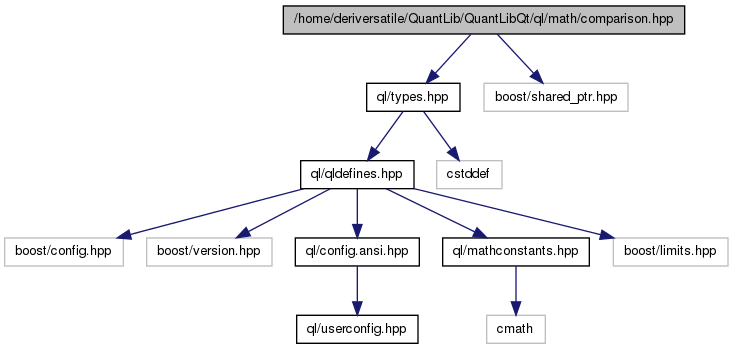 /home/deriversatile/QuantLib/QuantLibQt/ql/math/comparison.hpp
ql/types.hpp
boost/shared_ptr.hpp
ql/qldefines.hpp
cstddef
boost/config.hpp
boost/version.hpp
ql/config.ansi.hpp
ql/mathconstants.hpp
boost/limits.hpp
ql/userconfig.hpp
cmath